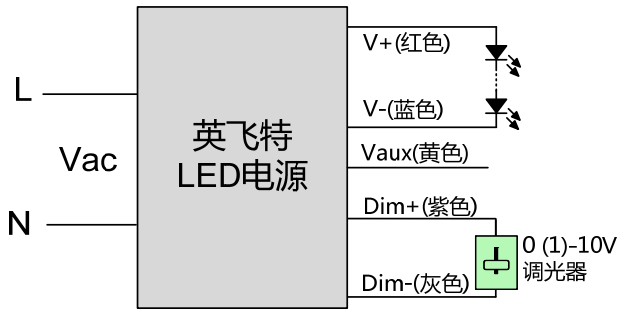 L
Vac
N
英飞特
LED电源
V+(红色)
V-(蓝色)
Vaux(黄色)
Dim+(紫色)
Dim-(灰色)
0 (1)-10V
调光器